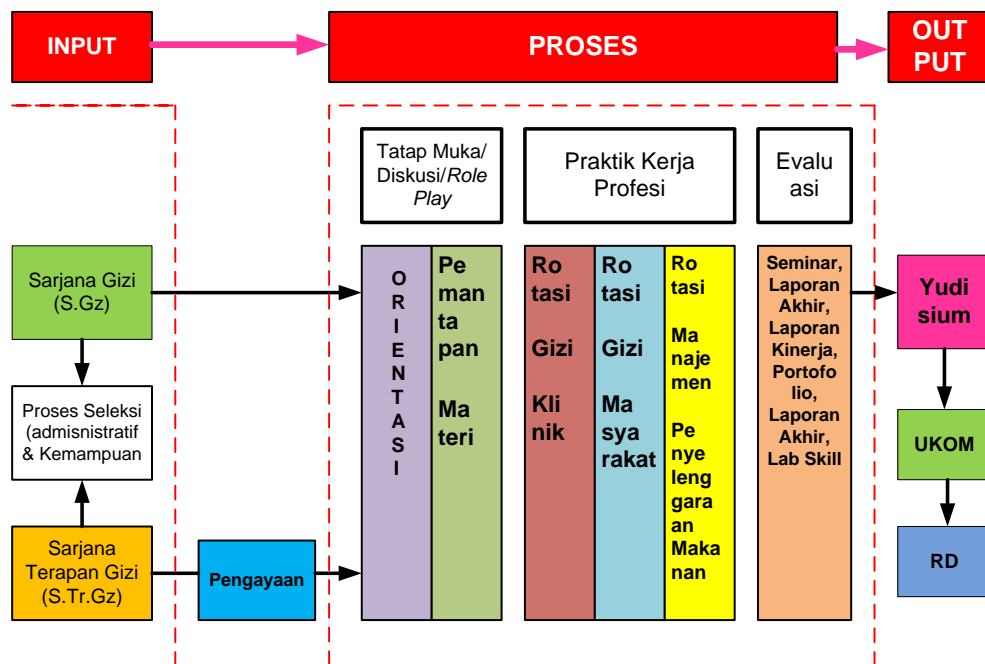 INPUT
PROSES
OUT
PUT
Tatap Muka/
Diskusi/Role
Play
Praktik Kerja
Profesi
Evalu
asi
Sarjana Gizi
(S.Gz)
Proses Seleksi
(admisnistratif
& Kemampuan
Sarjana
Terapan Gizi
(S.Tr.Gz)
Pengayaan
O
R
I
E
N
T
A
S
I
Pe
man
ta
pan
Ma
teri
Ro
tasi
Gizi
Kli
nik
Ro
tasi
Gizi
Ma
sya
rakat
Ro
tasi
Ma
naje
men
Pe
nye
leng
gara
an
Maka
nan
Seminar,
Laporan
Akhir,
Laporan
Kinerja,
Portofo
lio,
Laporan
Akhir,
Lab Skill
Yudi
sium
UKOM
RD